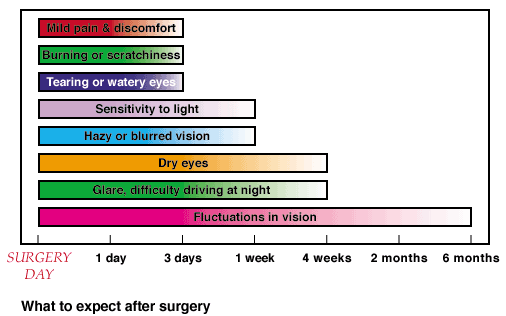 Mild pain & discomfort
Burning or scratchiness
Tearing or watery eyes
Sensitivity to light
Hazy or blurred vision
Dry eyes
Glare, difficulty driving at night
Fluctuations in vision
SURGERY DAY 1 day 3 days 1 week 4 weeks 2 months 6 months
What to expect after surgery